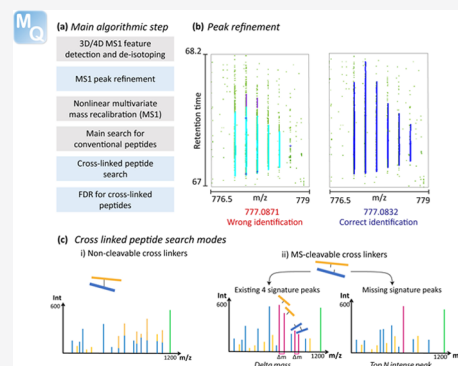 MQ
(a) Main algorithmic step
3D/4D MS1 feature
detection and de-isotoping
MS1 peak refinement
Nonlinear multivariate
mass recalibration (MS1)
Main search for
conventional peptides
Cross-linked peptide
search
FDR for cross-linked
peptides
(b) Peak refinement
68.2
Retention time
67
776.5 m/z 779
777.0871
Wrong identification
776.5 m/z 779
777.0832
Correct identification
(c) Cross linked peptide search modes
i) Non-cleavable cross linkers
Int
600
1200 m/z
ii) MS-cleavable cross linkers
Existing 4 signature peaks
Int
600
Δm Δm
1200 m/z
Delta mass
Missing signature peaks
Int
600
1200 m/z
Top N intense peak